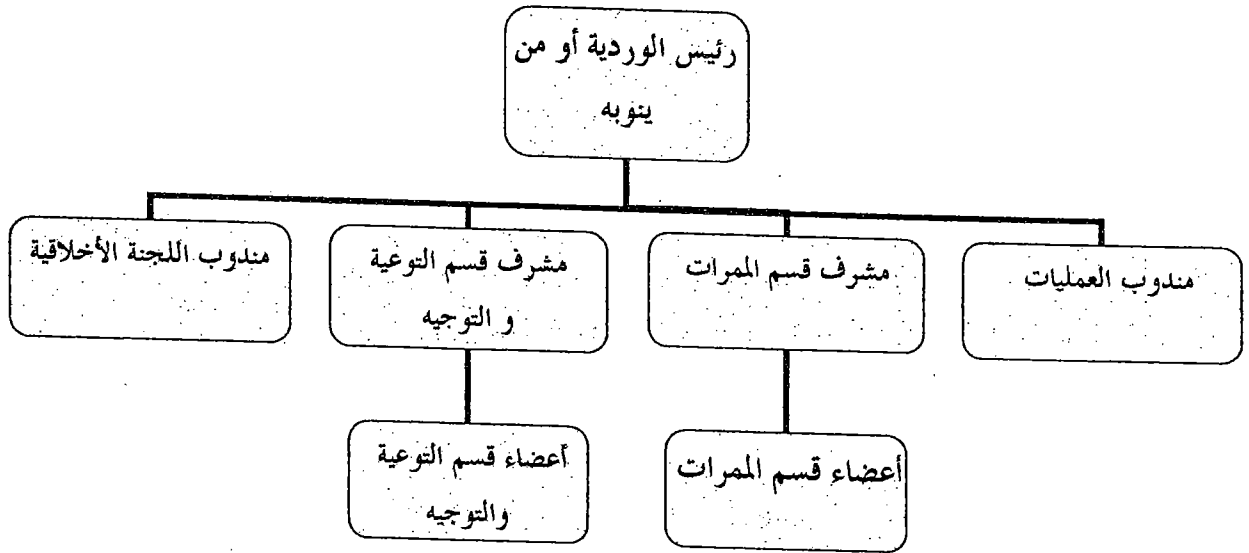 رئيس الوردية أو من
ينوبه
مندوب العمليات
مشرف قسم الممرات
مشرف قسم التوعية
و التوجيه
مندوب اللجنة الأخلاقية
أعضاء قسم الممرات
أعضاء قسم التوعية
والتوجيه